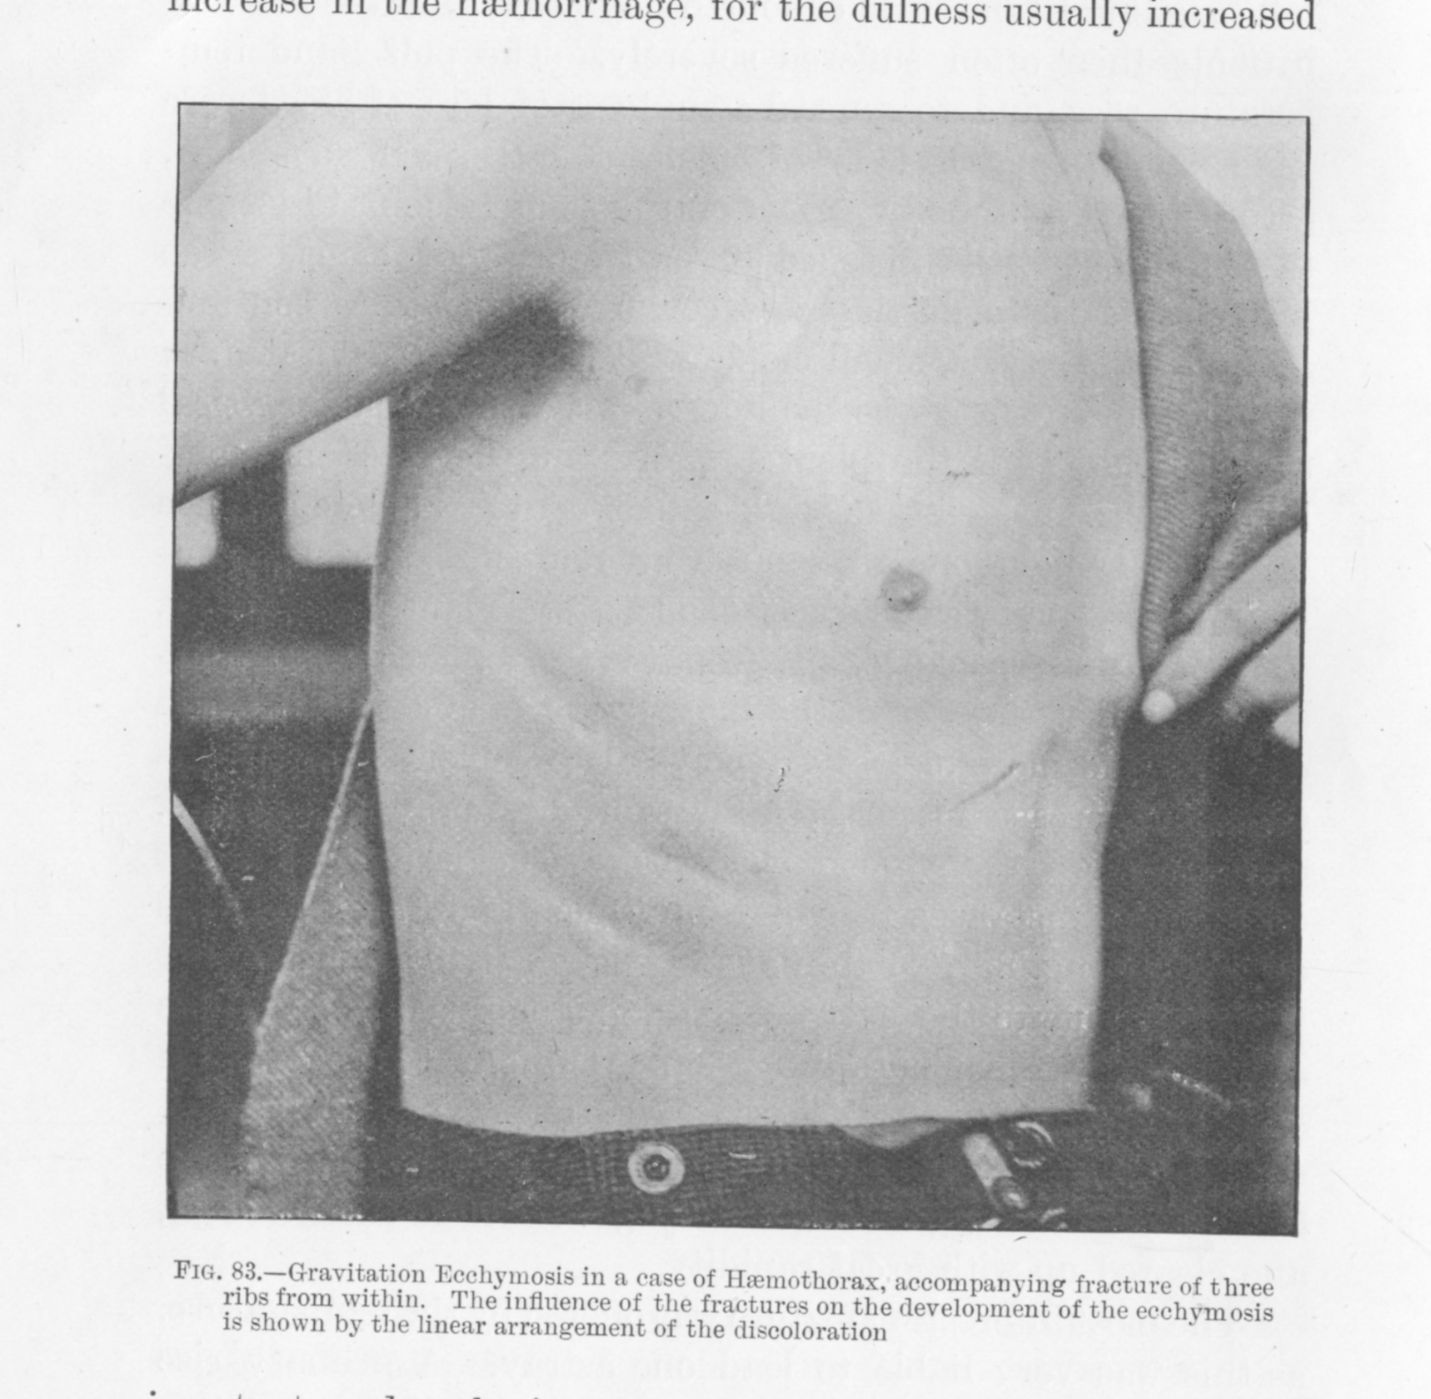 increase in the hæmorrhage, for the dulness usually increased
FIG. 83.—Gravitation Ecchymosis in a case of Hæmothorax, accompanying fracture of three
ribs from within. The influence of the fractures on the development of the ecchymosis
is shown by the linear arrangement of the discoloration